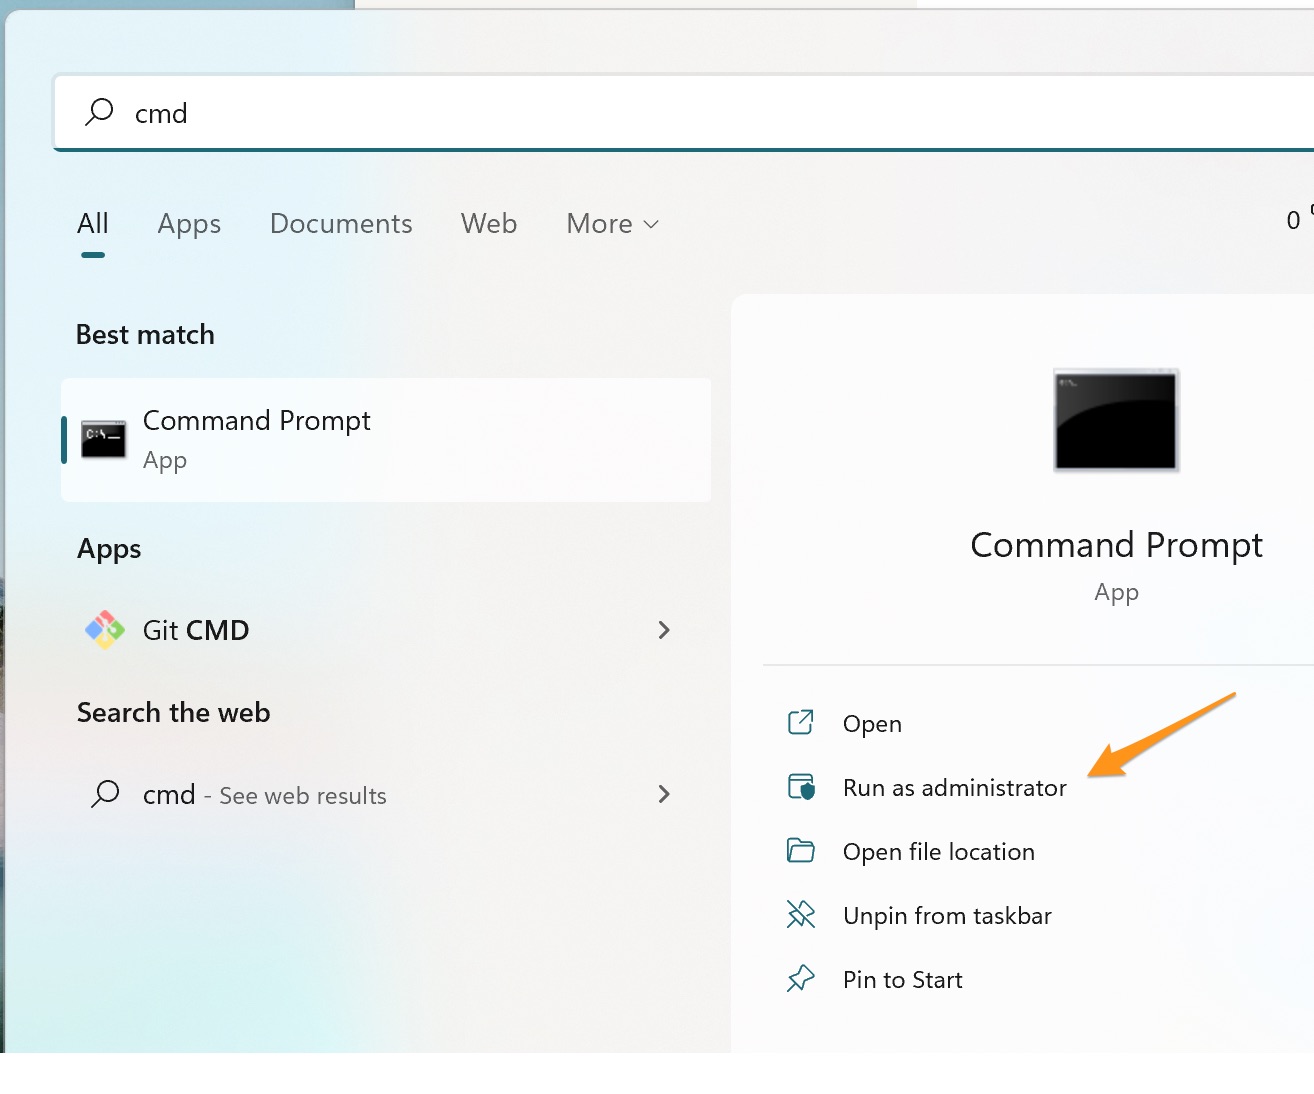 cmd
All Apps Documents Web More
0
Best match
Command Prompt
App
Apps
Git CMD
Search the web
cmd - See web results
Command Prompt
App
Open
Run as administrator
Open file location
Unpin from taskbar
Pin to Start